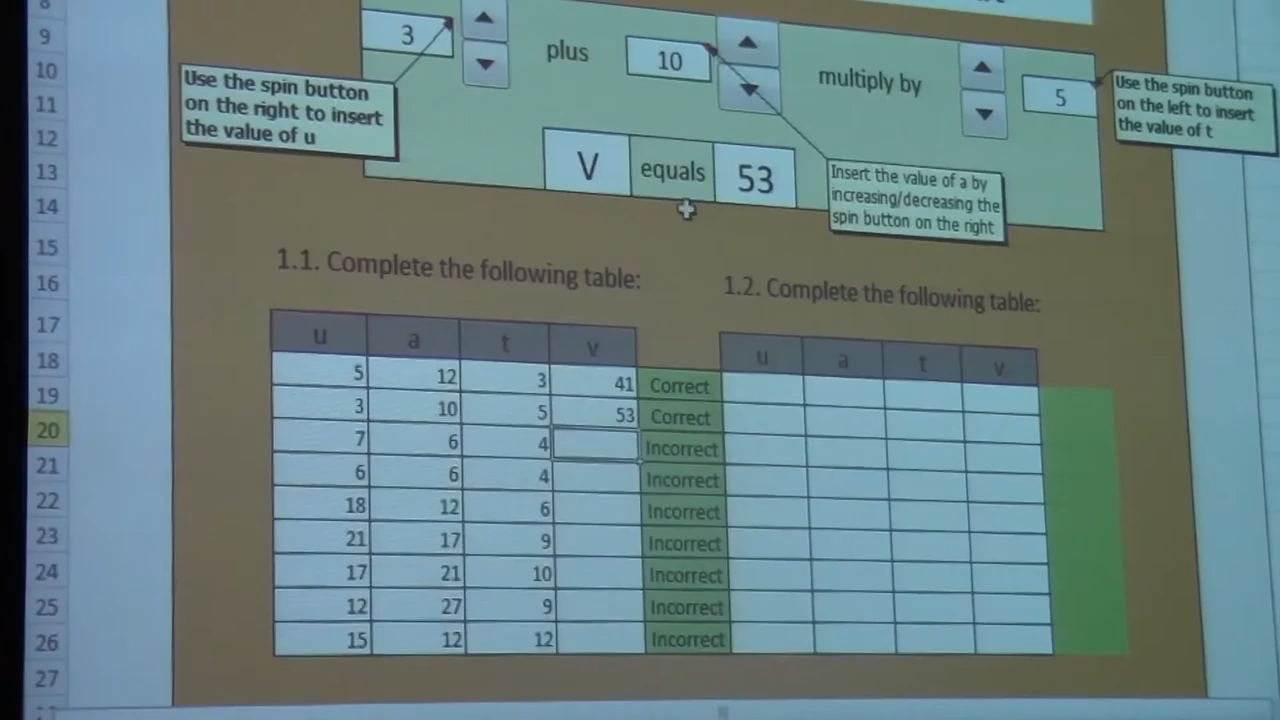 8
9
10
11
12
13
14
15
16
17
18
19
20
21
22
23
24
25
26
27
3 plus 10 multiply by 5
Use the spin button
on the right to insert
the value of u
Use the spin button
on the left to insert
the value of t
V equals 53
Insert the value of a by
increasing/decreasing the
spin button on the right
1.1. Complete the following table:
u a t v
5 12 3 41 Correct
3 10 5 53 Correct
7 6 4 Incorrect
6 6 4 Incorrect
18 12 6 Incorrect
21 17 9 Incorrect
17 21 10 Incorrect
12 27 9 Incorrect
15 12 12 Incorrect
1.2. Complete the following table:
u a t v